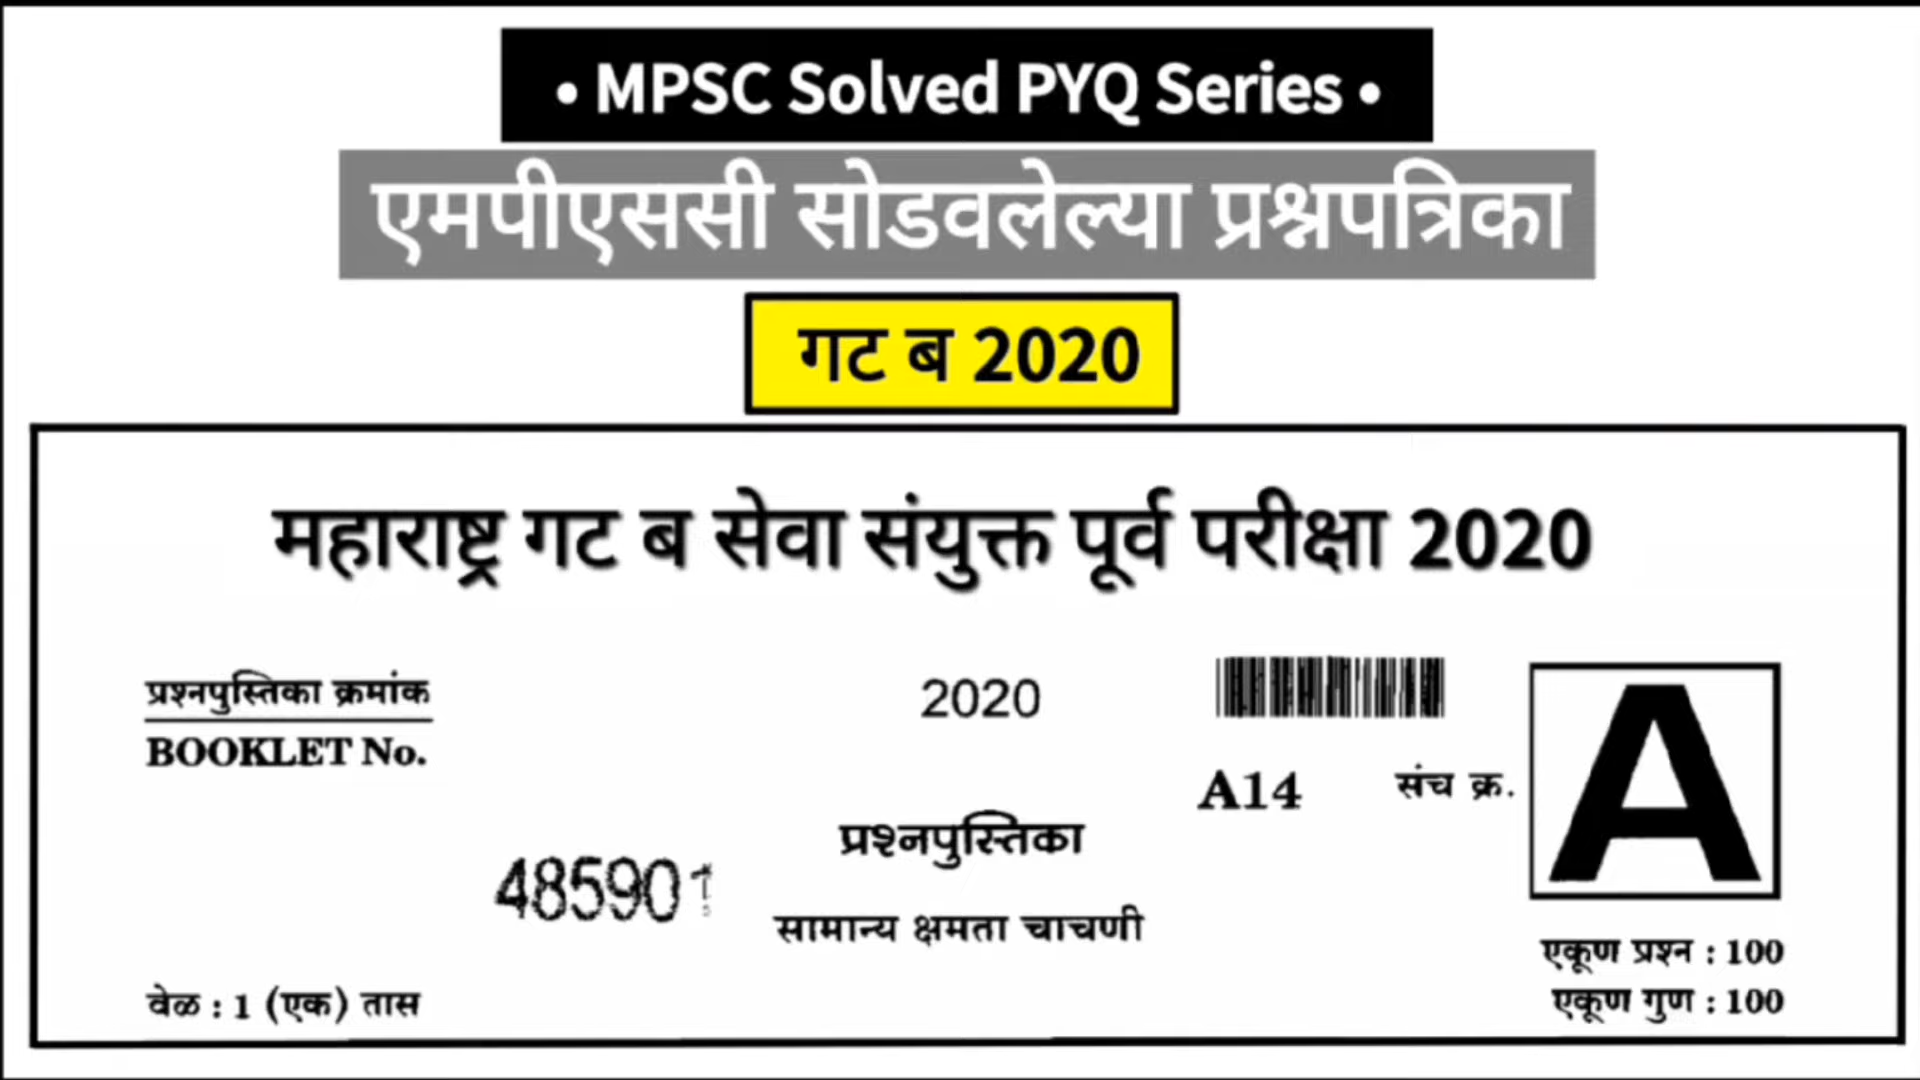 • MPSC Solved PYQ Series •
एमपीएससी सोडवलेल्या प्रश्नपत्रिका
गट ब 2020
महाराष्ट्र गट ब सेवा संयुक्त पूर्व परीक्षा 2020
प्रश्नपुस्तिका क्रमांक
BOOKLET No.
2020
A14
संच क्र.
A
प्रश्नपुस्तिका
485901
सामान्य क्षमता चाचणी
एकूण प्रश्न : 100
वेळ : 1 (एक) तास
एकूण गुण : 100